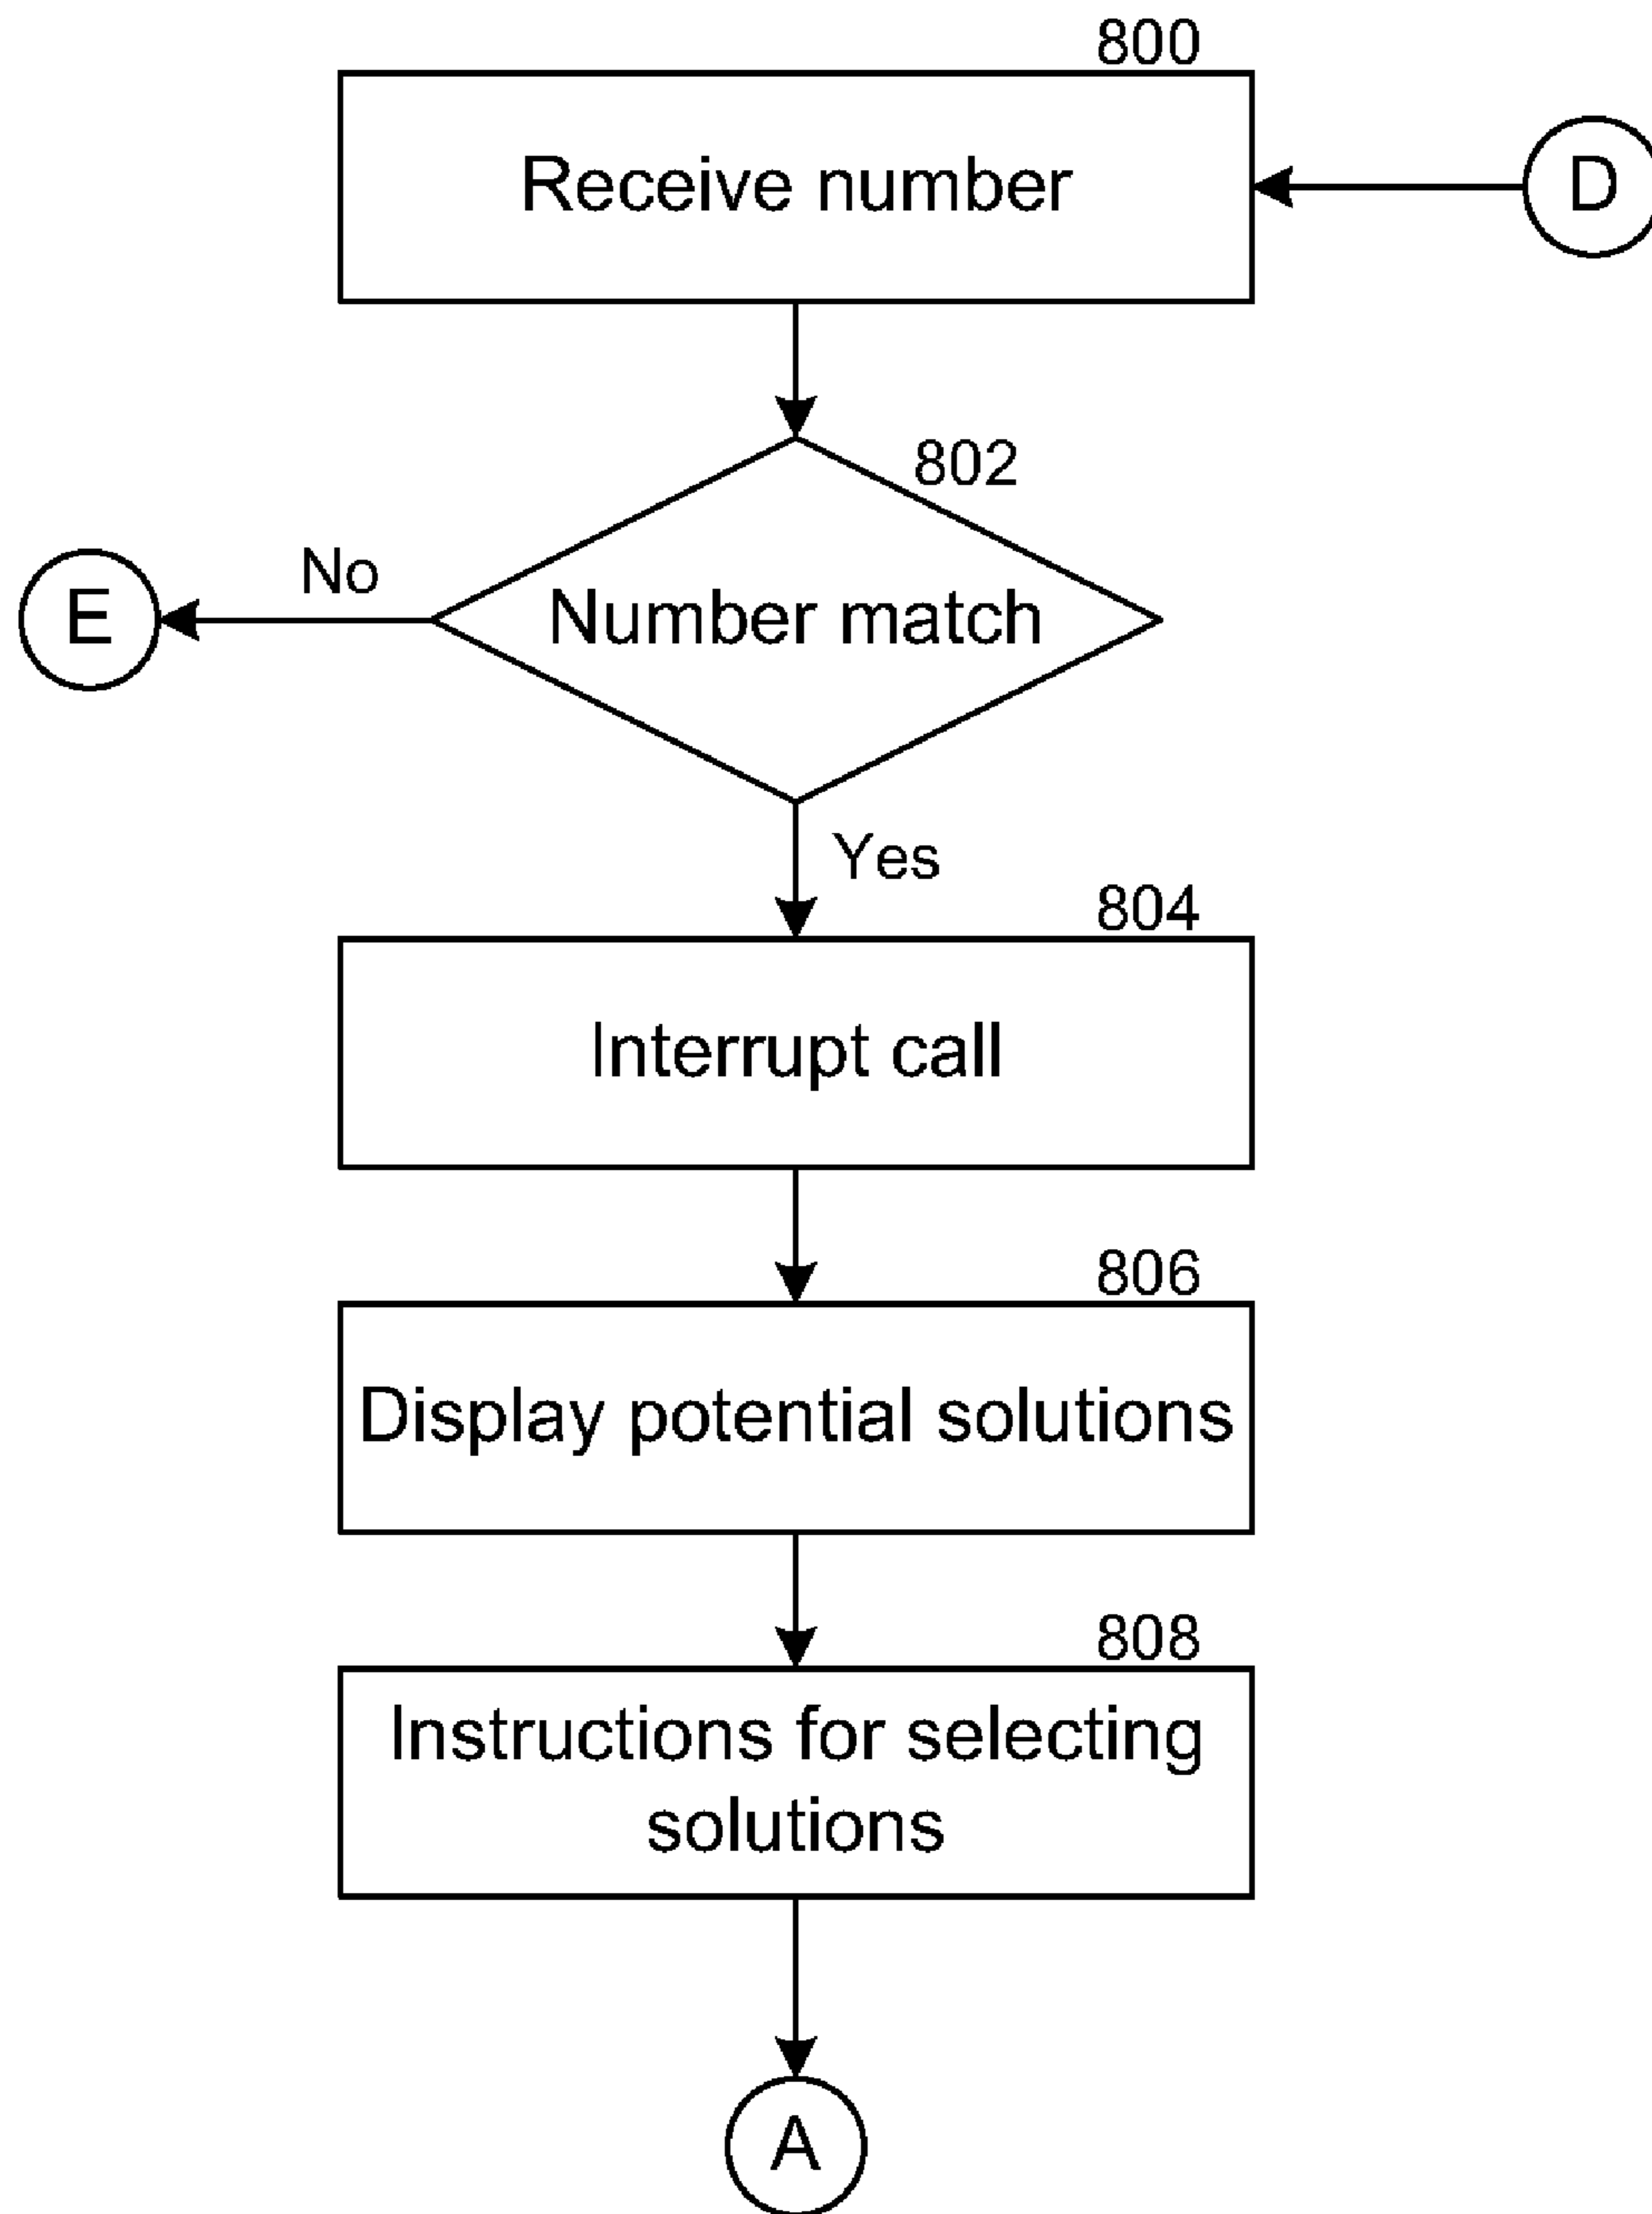 800
Receive number
D
802
Number match
No
E
Yes
804
Interrupt call
806
Display potential solutions
808
Instructions for selecting
solutions
A